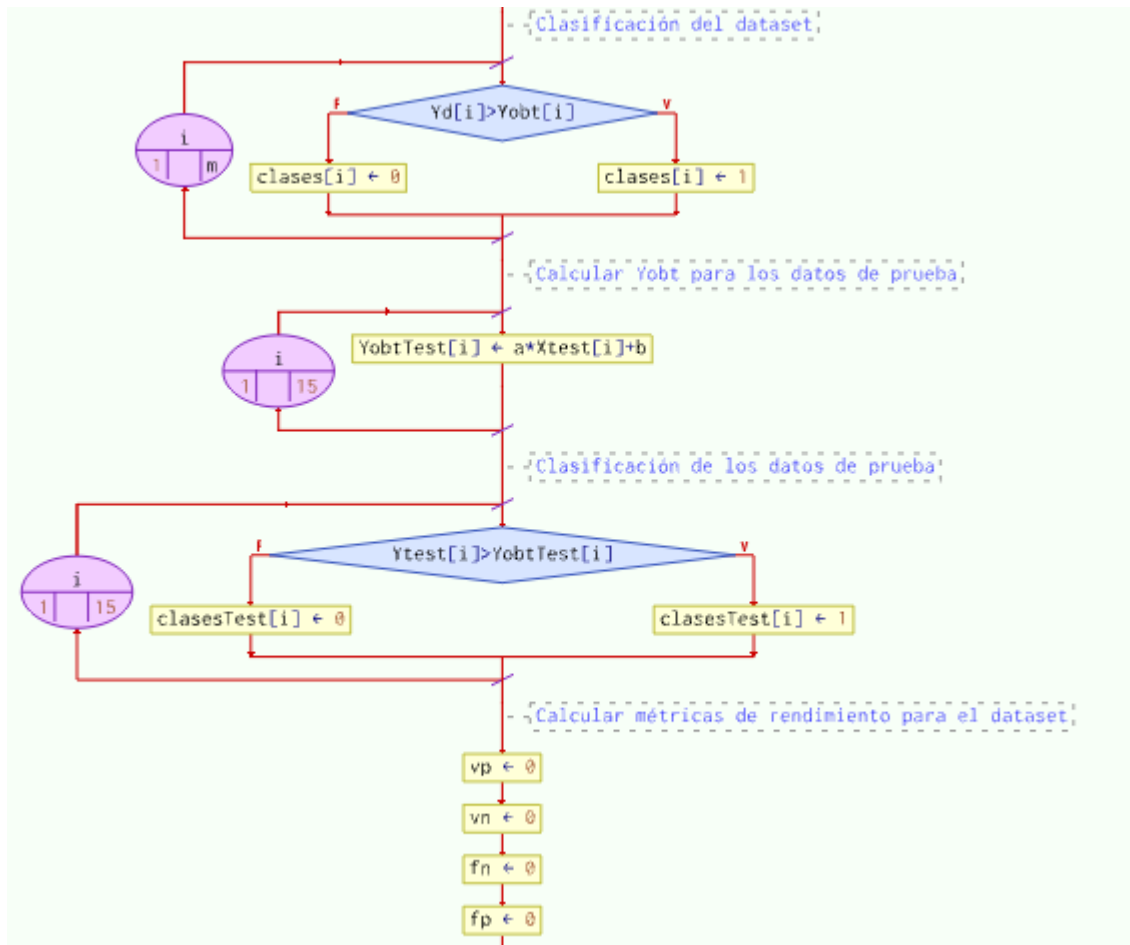 Clasificación del dataset
F
Yd[i]>Yobt[i]
V
i
1 m
clases[i] ← 0
clases[i] ← 1
Calcular Yobt para los datos de prueba
YobtTest[i] ← a*Xtest[i]+b
i
1 15
Clasificación de los datos de prueba
F
Ytest[i]>YobtTest[i]
V
i
1 15
clasesTest[i] ← 0
clasesTest[i] ← 1
Calcular métricas de rendimiento para el dataset
vp ← 0
vn ← 0
fn ← 0
fp ← 0